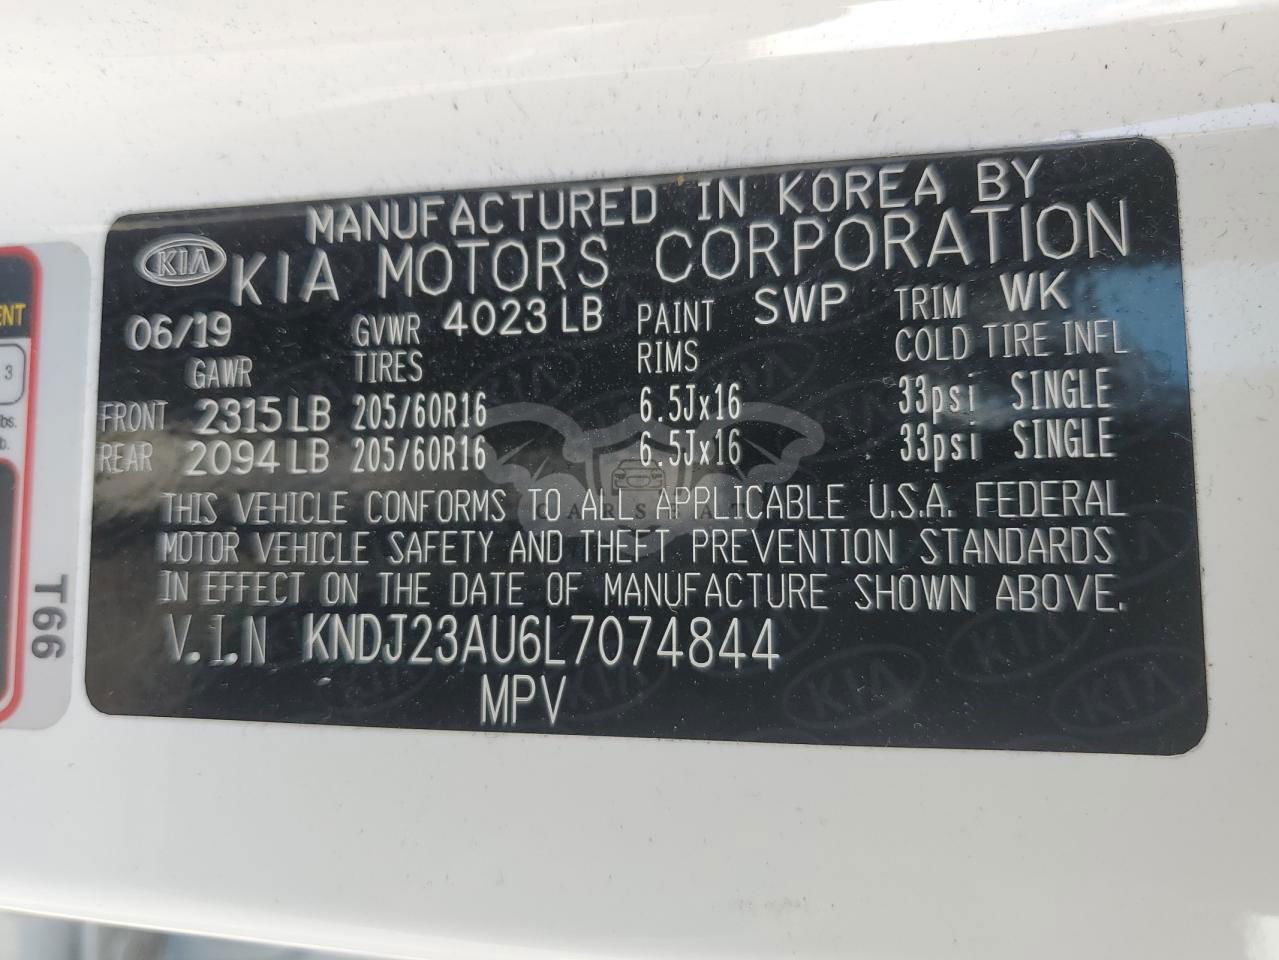 MANUFACTURED IN KOREA BY
KIA KIA MOTORS CORPORATION
06/19 GVWR 4023 LB PAINT SWP TRIM WK
GAWR TIRES RIMS COLD TIRE INFL
FRONT 2315 LB 205/60R16 6.5Jx16 33psi SINGLE
REAR 2094 LB 205/60R16 6.5Jx16 33psi SINGLE
THIS VEHICLE CONFORMS TO ALL APPLICABLE U.S.A. FEDERAL
MOTOR VEHICLE SAFETY AND THEFT PREVENTION STANDARDS
IN EFFECT ON THE DATE OF MANUFACTURE SHOWN ABOVE.
V.I.N KNDJ23AU6L7074844
MPV
3
T66